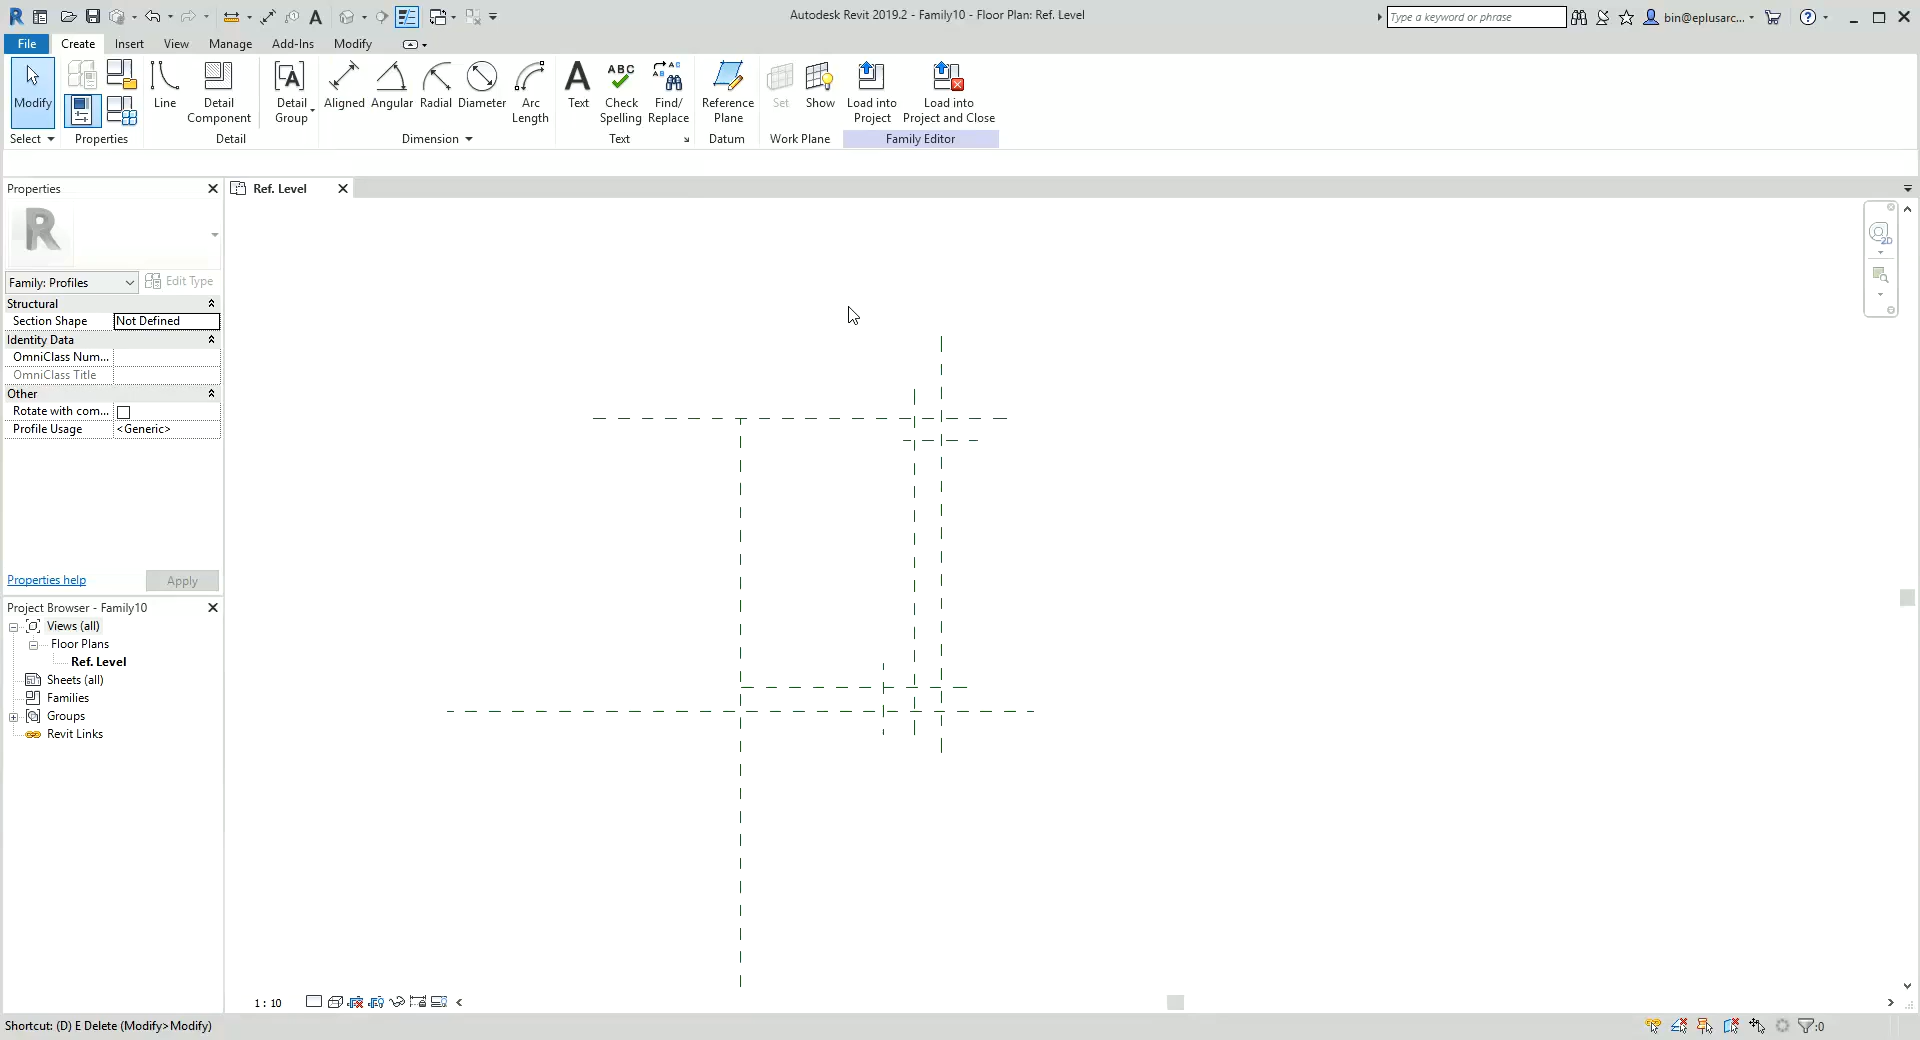 Autodesk Revit 2019.2 - Family10 - Floor Plan: Ref. Level
Type a keyword or phrase
bin@eplusarc...
File
Create
Insert
View
Manage
Add-Ins
Modify
Modify
Line
Detail Component
Detail Group
Aligned
Angular
Radial
Diameter
Arc Length
Text
ABC
Check Spelling
Find/ Replace
Reference Plane
Set
Show
Load into Project
Load into Project and Close
Select
Properties
Detail
Dimension
Text
Datum
Work Plane
Family Editor
Properties
Ref. Level
Family: Profiles
Edit Type
Structural
Section Shape
Not Defined
Identity Data
OmniClass Num...
OmniClass Title
Other
Rotate with com...
Profile Usage
<Generic>
Properties help
Apply
Project Browser - Family10
Views (all)
Floor Plans
Ref. Level
Sheets (all)
Families
Groups
Revit Links
2D
1 : 10
Shortcut: (D) E Delete (Modify>Modify)
:0